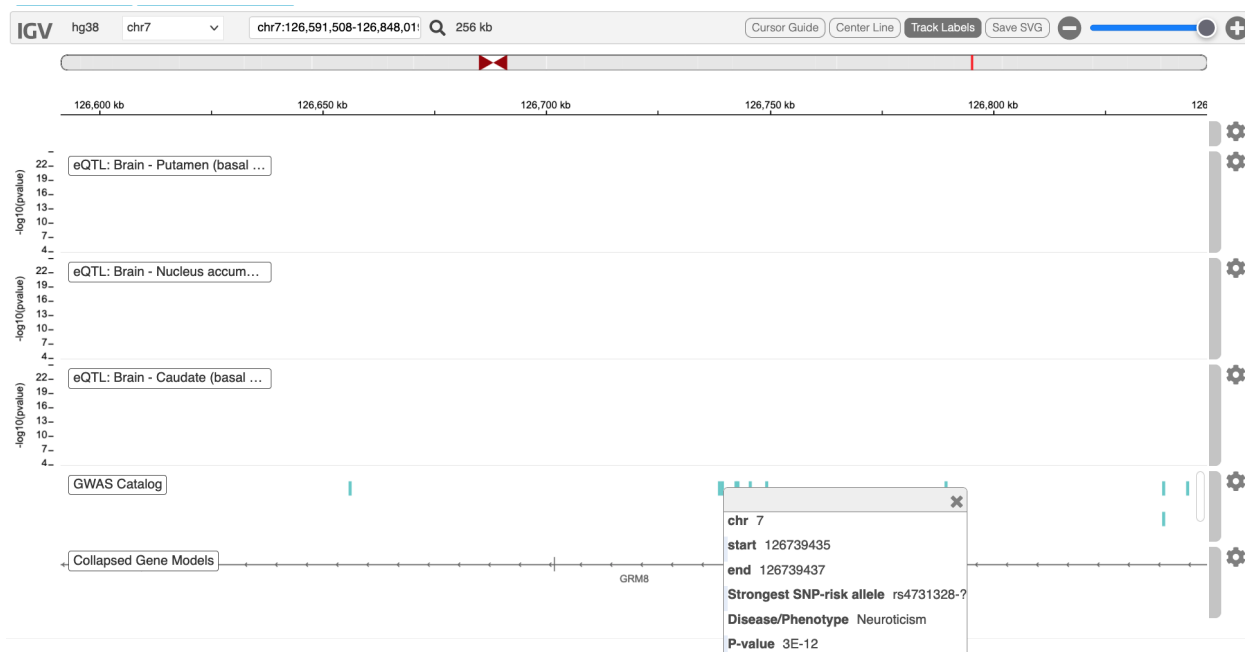 IGV hg38 chr7 chr7:126,591,508-126,848,01 256 kb Cursor Guide Center Line Track Labels Save SVG
126,600 kb 126,650 kb 126,700 kb 126,750 kb 126,800 kb 126
-log10(pvalue)
22
19
16
13
10
7
4
eQTL: Brain - Putamen (basal ...
-log10(pvalue)
22
19
16
13
10
7
4
eQTL: Brain - Nucleus accum...
-log10(pvalue)
22
19
16
13
10
7
4
eQTL: Brain - Caudate (basal ...
GWAS Catalog
chr 7
start 126739435
end 126739437
Strongest SNP-risk allele rs4731328-?
Disease/Phenotype Neuroticism
P-value 3E-12
Collapsed Gene Models
GRM8